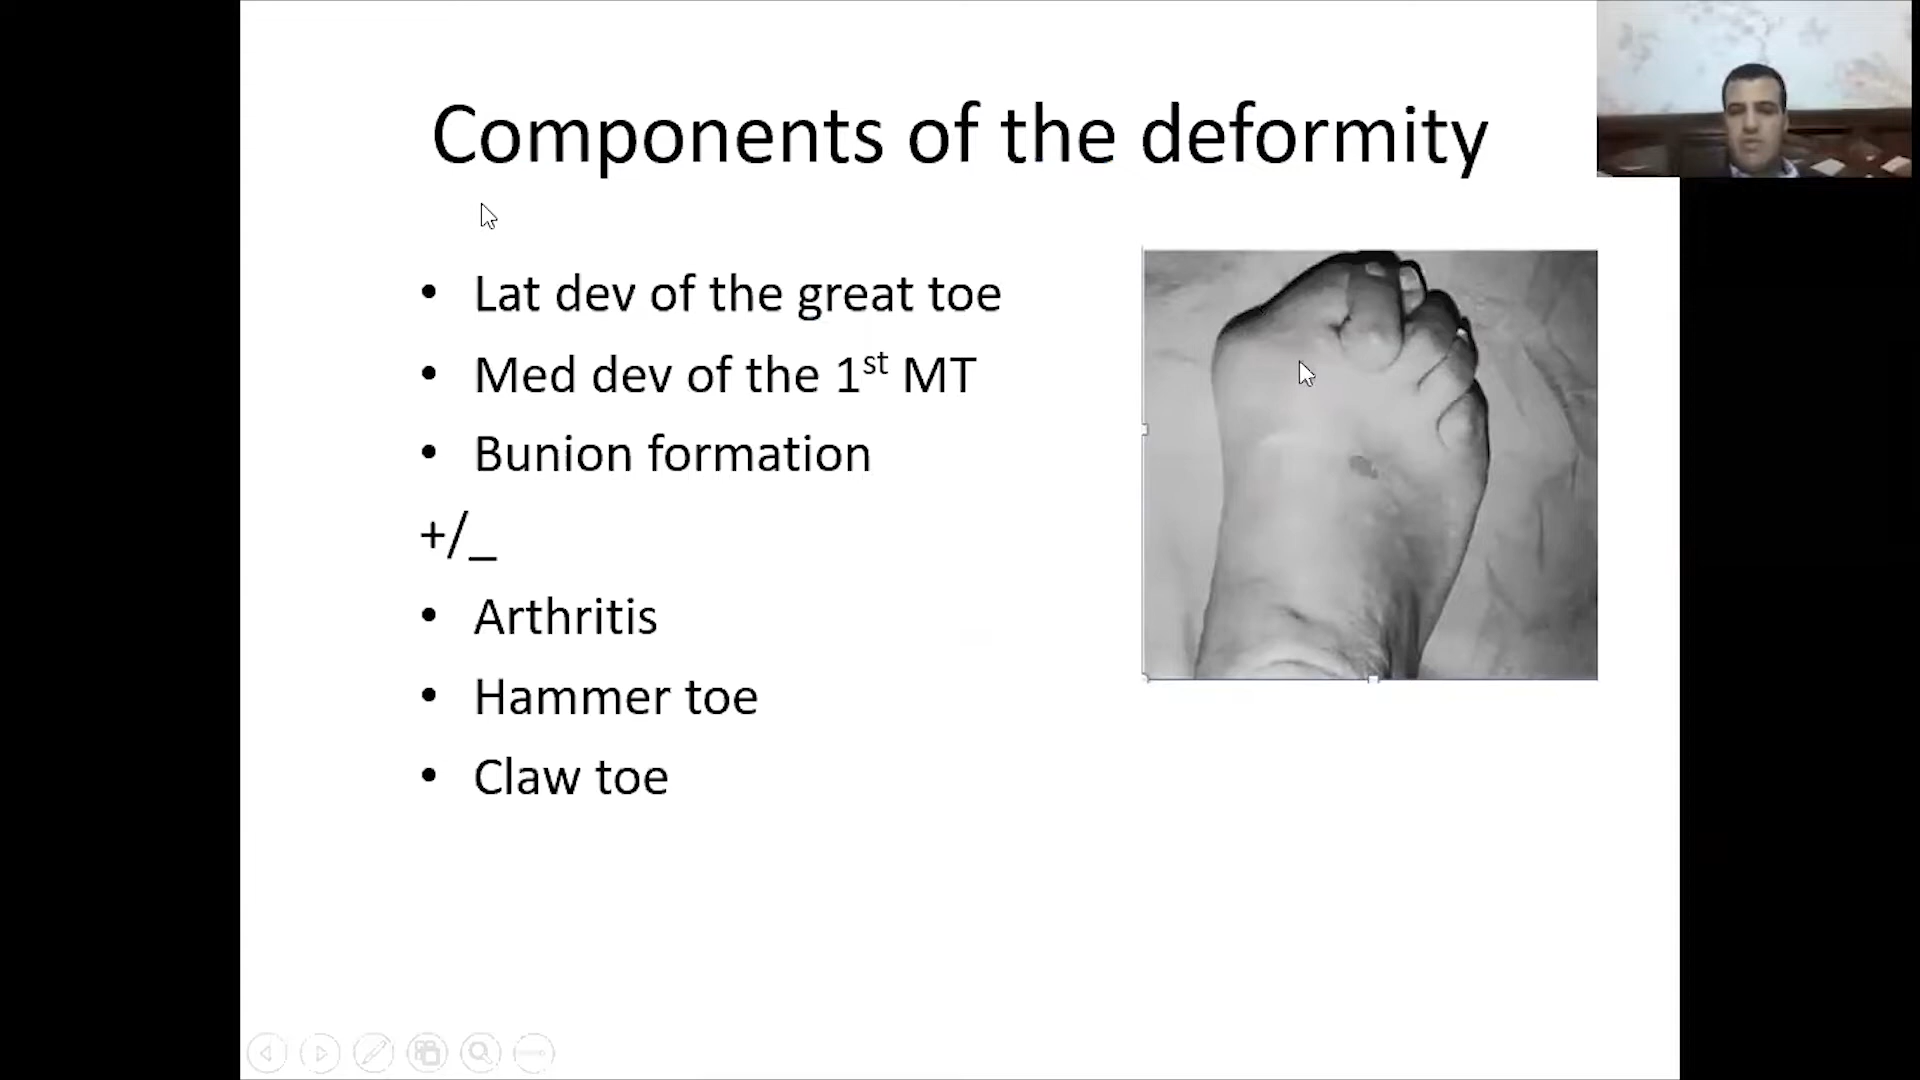 Components of the deformity
• Lat dev of the great toe
• Med dev of the 1st MT
• Bunion formation
+/_
• Arthritis
• Hammer toe
• Claw toe